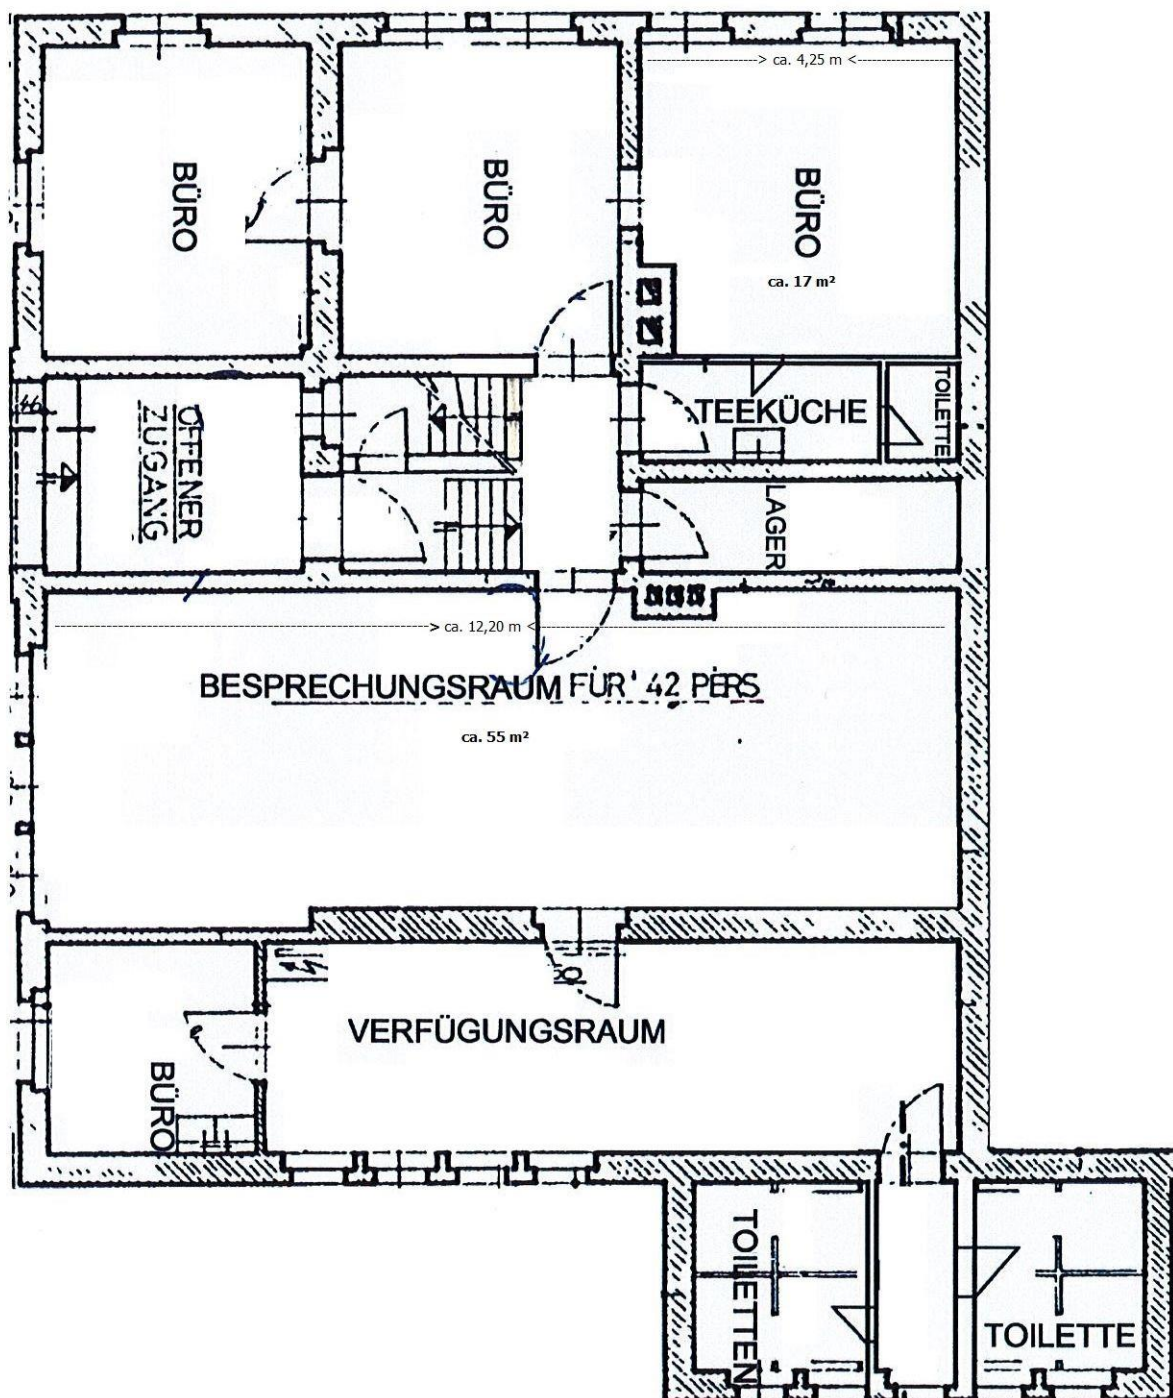 > ca. 4,25 m <
BÜRO
BÜRO
BÜRO
ca. 17 m²
TEEKÜCHE
TOILETTE
OFFENER
ZUGANG
LAGER
> ca. 12,20 m <
BESPRECHUNGSRAUM FÜR 42 PERS
ca. 55 m²
VERFÜGUNGSRAUM
BÜRO
TOILETTEN
TOILETTE